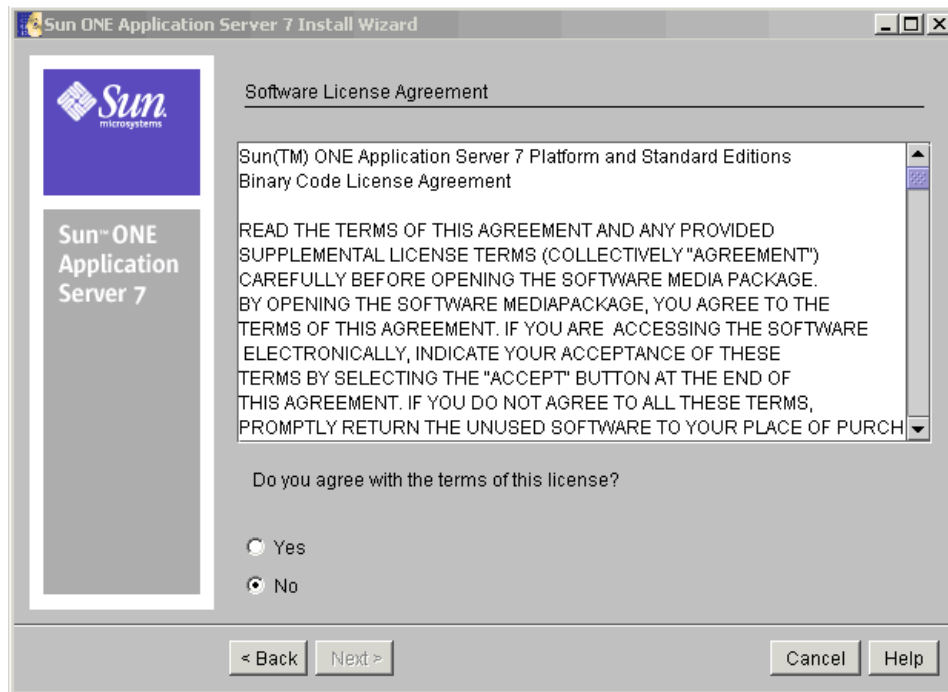 Sun ONE Application Server 7 Install Wizard
Sun
microsystems
Sun™ ONE
Application
Server 7
Software License Agreement
Sun(TM) ONE Application Server 7 Platform and Standard Editions
Binary Code License Agreement
READ THE TERMS OF THIS AGREEMENT AND ANY PROVIDED
SUPPLEMENTAL LICENSE TERMS (COLLECTIVELY "AGREEMENT")
CAREFULLY BEFORE OPENING THE SOFTWARE MEDIA PACKAGE.
BY OPENING THE SOFTWARE MEDIAPACKAGE, YOU AGREE TO THE
TERMS OF THIS AGREEMENT. IF YOU ARE  ACCESSING THE SOFTWARE
ELECTRONICALLY, INDICATE YOUR ACCEPTANCE OF THESE
TERMS BY SELECTING THE "ACCEPT" BUTTON AT THE END OF
THIS AGREEMENT. IF YOU DO NOT AGREE TO ALL THESE TERMS,
PROMPTLY RETURN THE UNUSED SOFTWARE TO YOUR PLACE OF PURCH
Do you agree with the terms of this license?
Yes
No
< Back
Next >
Cancel
Help